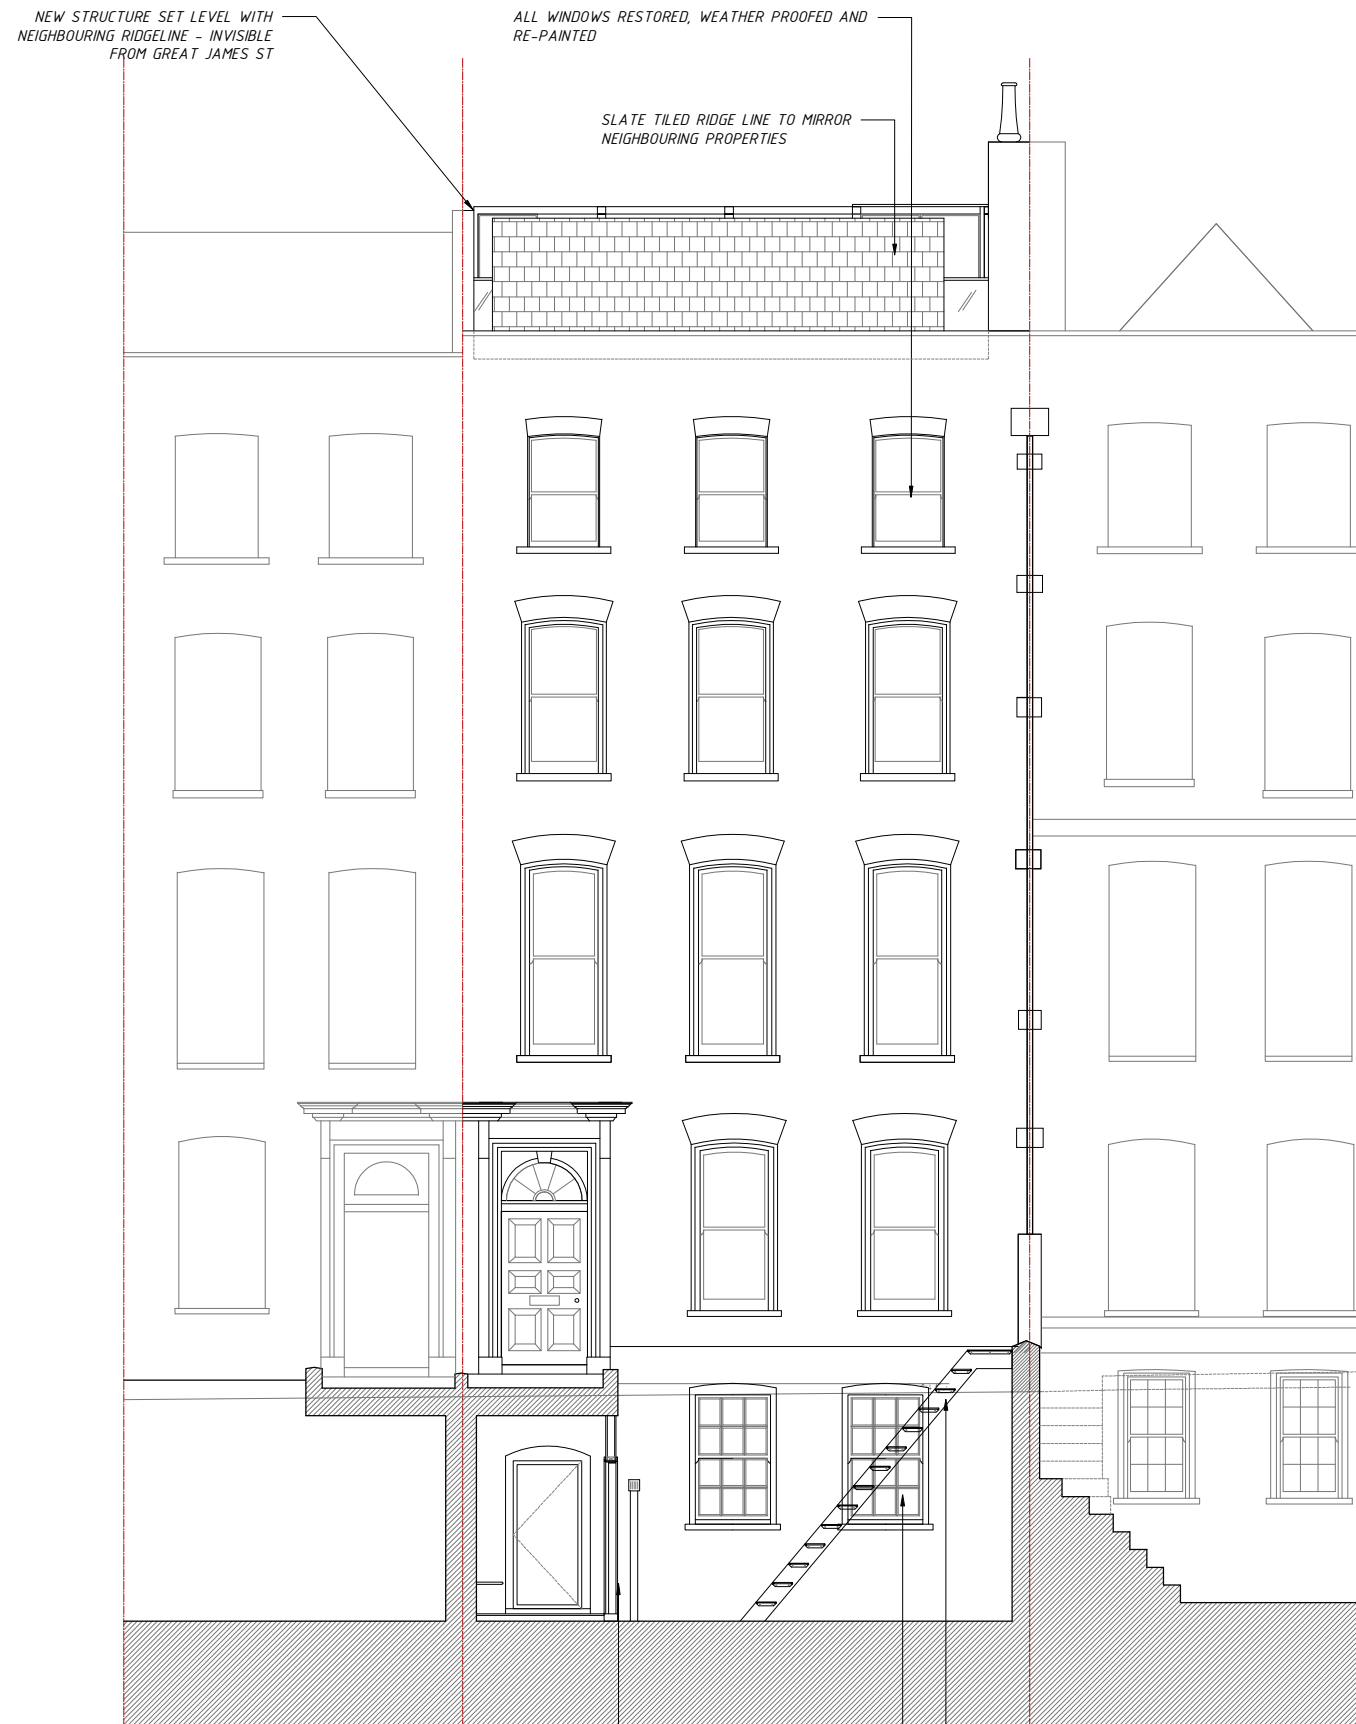 NEW STRUCTURE SET LEVEL WITH
NEIGHBOURING RIDGELINE - INVISIBLE
FROM GREAT JAMES ST
ALL WINDOWS RESTORED, WEATHER PROOFED AND
RE-PAINTED
SLATE TILED RIDGE LINE TO MIRROR
NEIGHBOURING PROPERTIES